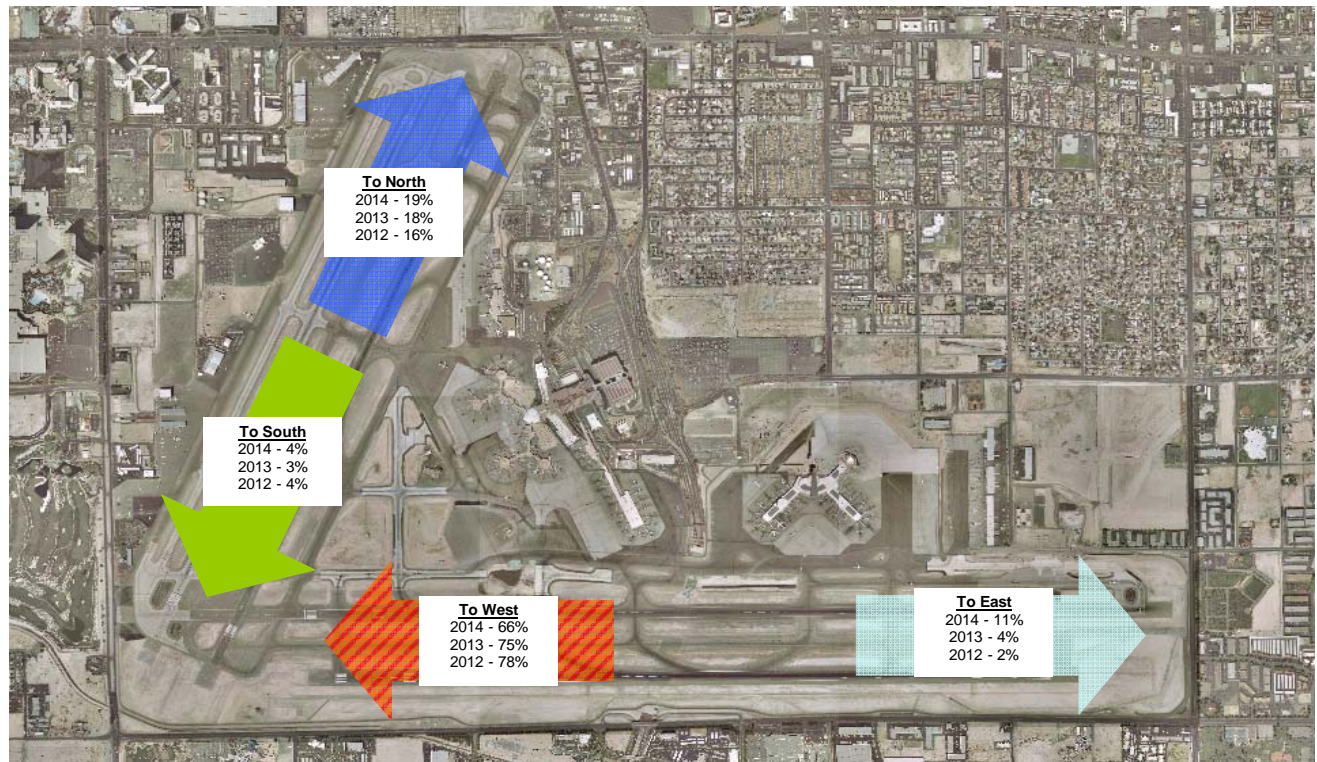 To North
2014 - 19%
2013 - 18%
2012 - 16%
To South
2014 - 4%
2013 - 3%
2012 - 4%
To West
2014 - 66%
2013 - 75%
2012 - 78%
To East
2014 - 11%
2013 - 4%
2012 - 2%